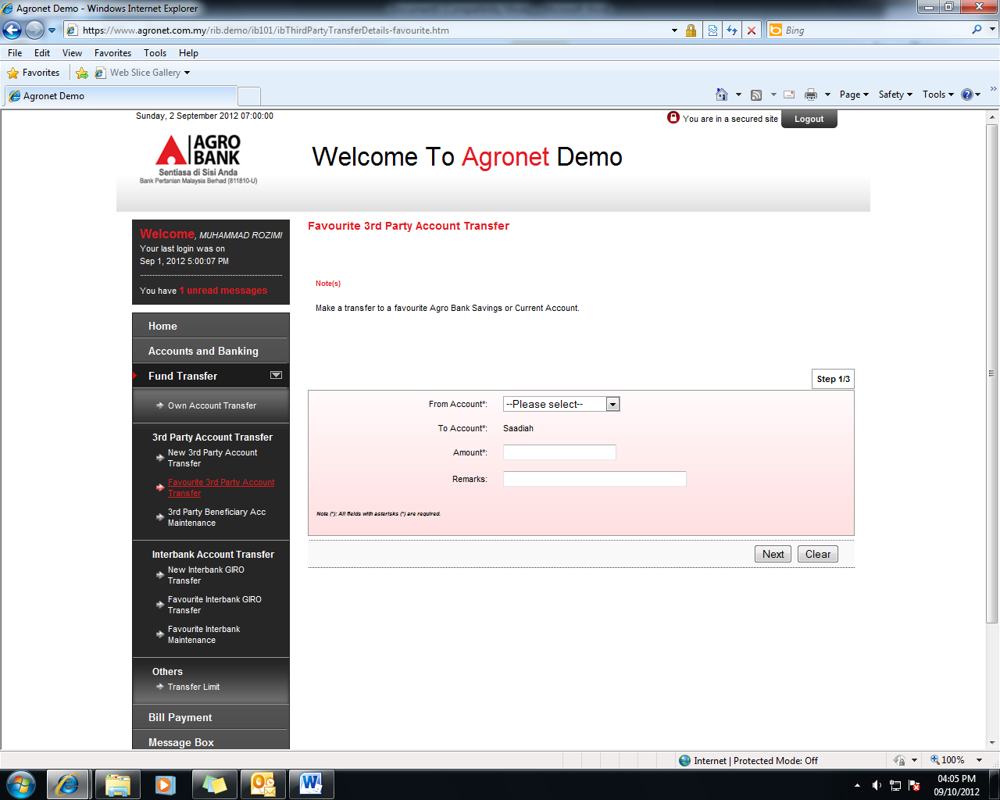 Agronet Demo - Windows Internet Explorer
https://www.agronet.com.my/rib.demo/ib101/ibThirdPartyTransferDetails-favourite.htm
Bing
File Edit View Favorites Tools Help
Favorites Web Slice Gallery
Agronet Demo
Page Safety Tools
Sunday, 2 September 2012 07:00:00
You are in a secured site Logout
AGRO
BANK
Sentiasa di Sisi Anda
Bank Pertanian Malaysia Berhad (811810-U)
Welcome To Agronet Demo
Welcome, MUHAMMAD ROZIMI
Your last login was on
Sep 1, 2012 5:00:07 PM
You have 1 unread messages
Home
Accounts and Banking
Fund Transfer
Own Account Transfer
3rd Party Account Transfer
New 3rd Party Account
Transfer
Favourite 3rd Party Account
Transfer
3rd Party Beneficiary Acc
Maintenance
Interbank Account Transfer
New Interbank GIRO
Transfer
Favourite Interbank GIRO
Transfer
Favourite Interbank
Maintenance
Others
Transfer Limit
Bill Payment
Message Box
Favourite 3rd Party Account Transfer
Note(s)
Make a transfer to a favourite Agro Bank Savings or Current Account.
Step 1/3
From Account*: --Please select--
To Account*: Saadiah
Amount*:
Remarks:
Note (*): All fields with asterisks (*) are required.
Next Clear
Internet | Protected Mode: Off
100%
04:05 PM
09/10/2012